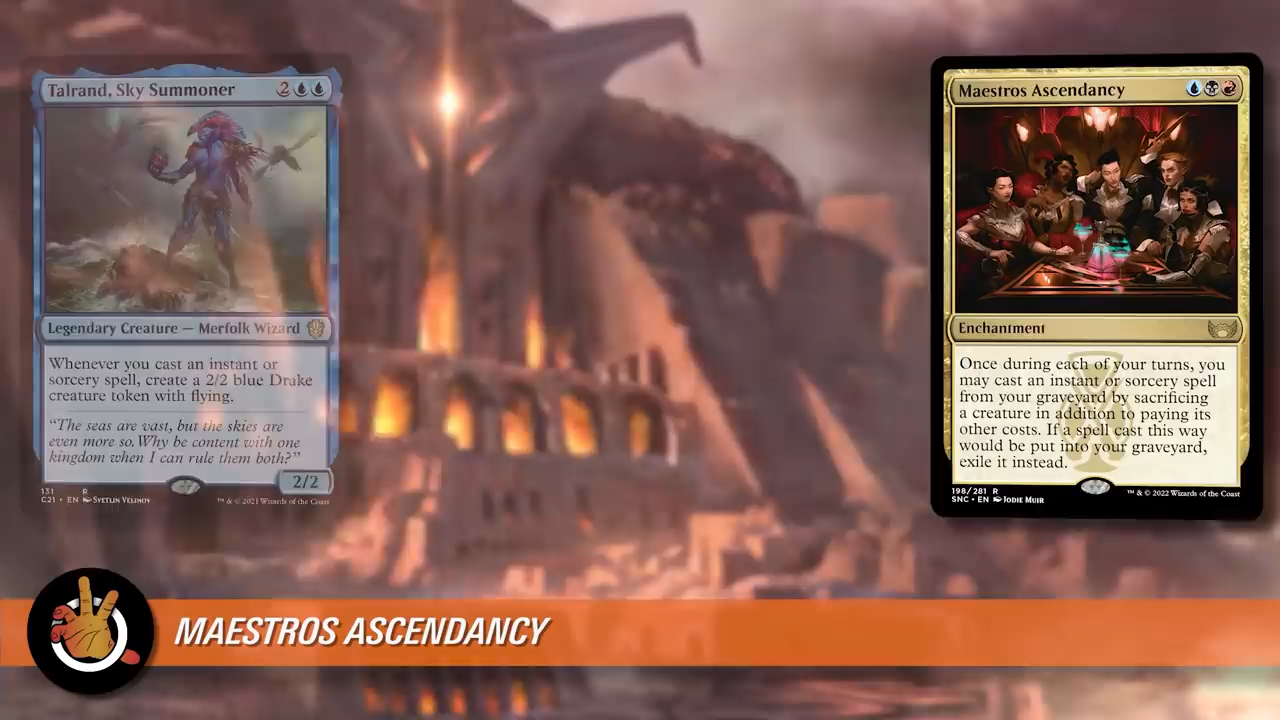 Talrand, Sky Summoner 2
Whenever you cast an instant or
sorcery spell, create a 2/2 blue Drake
creature token with flying.
Legendary Creature — Merfolk Wizard
"The seas are vast, but the skies are
even more so. Why be content with one
kingdom when I can rule them both?"
2/2
131 R
C21 • EN SVETLIN VELINOV
™ & © 2021 Wizards of the Coast
Maestros Ascendancy
Enchantment
Once during each of your turns, you
may cast an instant or sorcery spell
from your graveyard by sacrificing
a creature in addition to paying its
other costs. If a spell cast this way
would be put into your graveyard,
exile it instead.
198/281 R
SNC • EN JODIE MUIR
™ & © 2022 Wizards of the Coast
MAESTROS ASCENDANCY